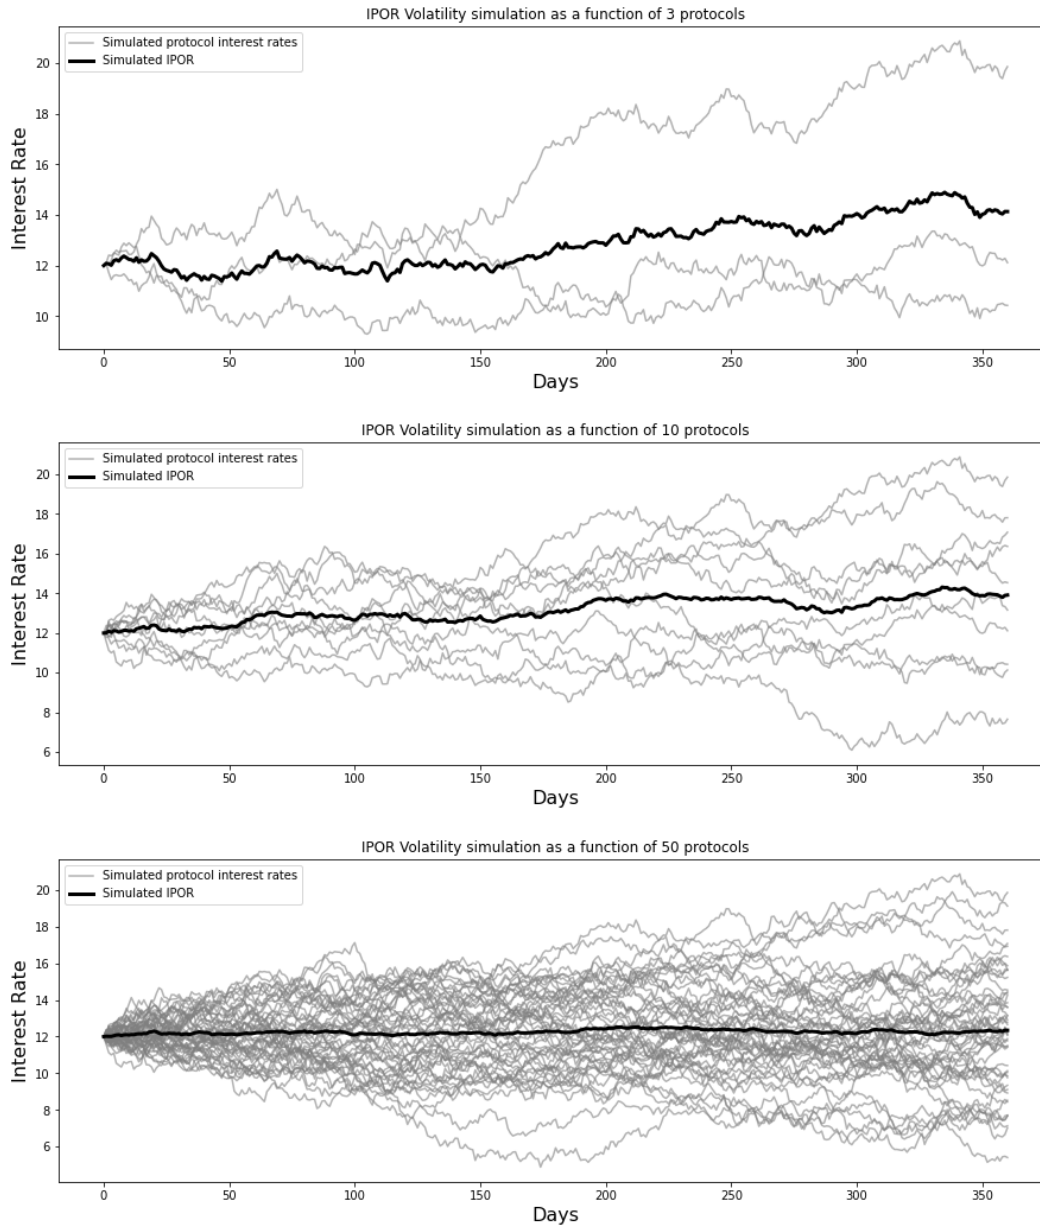 IPOR Volatility simulation as a function of 3 protocols
Simulated protocol interest rates
Simulated IPOR
Interest Rate
20
18
16
14
12
10
0 50 100 150 200 250 300 350
Days
IPOR Volatility simulation as a function of 10 protocols
Simulated protocol interest rates
Simulated IPOR
Interest Rate
20
18
16
14
12
10
8
6
0 50 100 150 200 250 300 350
Days
IPOR Volatility simulation as a function of 50 protocols
Simulated protocol interest rates
Simulated IPOR
Interest Rate
20
18
16
14
12
10
8
6
0 50 100 150 200 250 300 350
Days